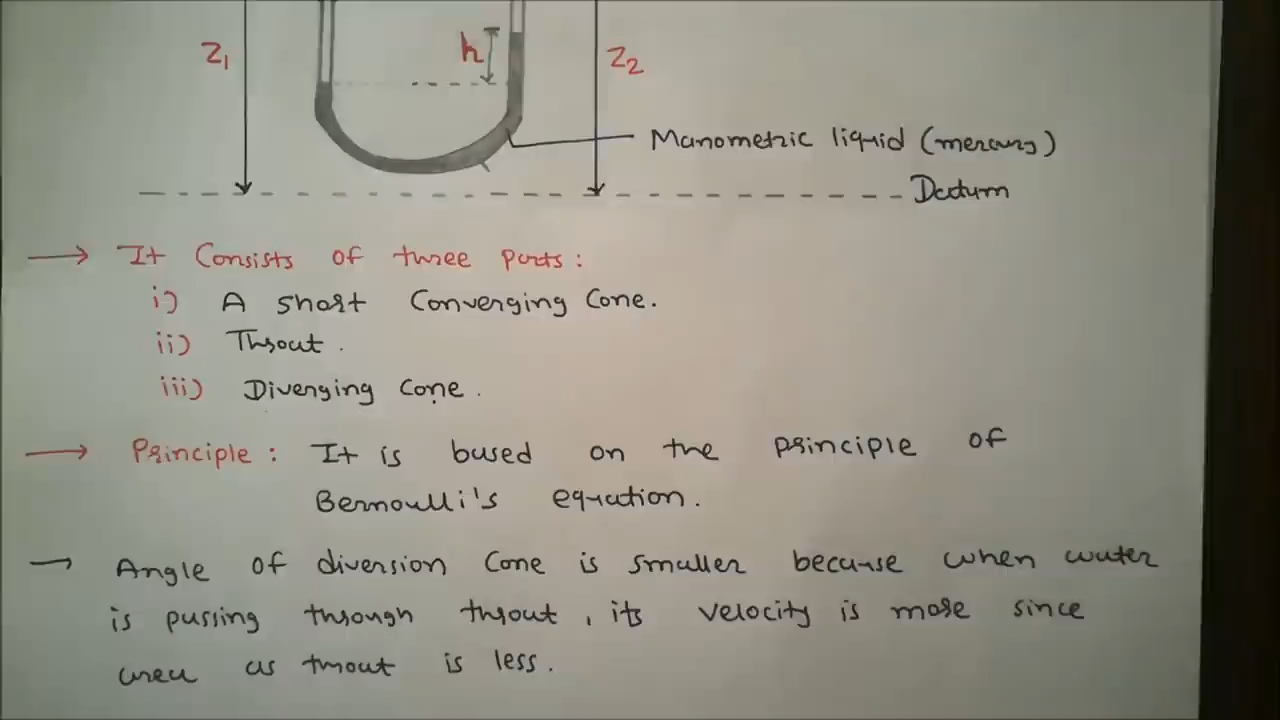 Z1 h Z2
Manometric liquid (mercury)
Datum
→ It Consists of three parts:
i) A short Converging Cone.
ii) Throat.
iii) Diverging Cone.
→ Principle: It is based on the principle of
Bernoulli's equation.
— Angle of diversion Cone is smaller because when water
is passing through throat, its velocity is more since
area as throat is less.